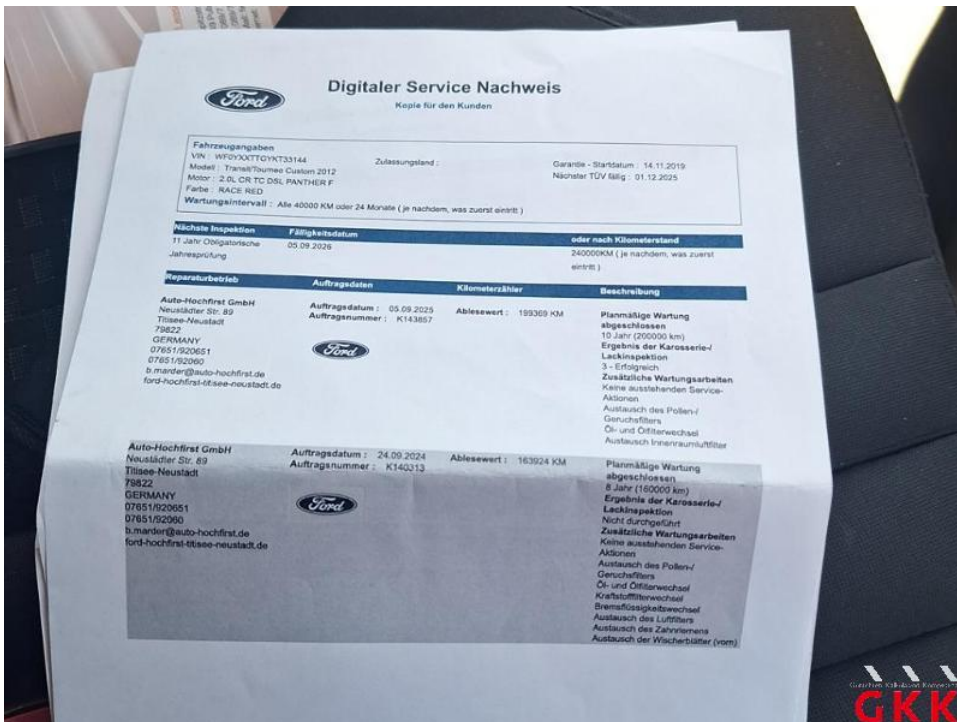 Ford
Digitaler Service Nachweis
Kopie für den Kunden
Fahrzeugangaben
VIN : WF0YXXTTGYKT33144
Zulassungsland :
Garantie - Startdatum : 14.11.2019
Modell : Transit/Tourneo Custom 2012
Nächster TÜV fällig : 01.12.2025
Motor : 2.0L CR TC DSL PANTHER F
Farbe : RACE RED
Wartungsintervall : Alle 40000 KM oder 24 Monate ( je nachdem, was zuerst eintritt )
Nächste Inspektion
Fälligkeitsdatum
oder nach Kilometerstand
11 Jahr Obligatorische
Jahresprüfung
05.09.2026
240000KM ( je nachdem, was zuerst
eintritt )
Reparaturbetrieb
Auftragsdaten
Kilometerzähler
Beschreibung
Auto-Hochfirst GmbH
Neustädter Str. 89
Titisee-Neustadt
79822
GERMANY
07651/920651
07651/92060
b.marder@auto-hochfirst.de
ford-hochfirst-titisee-neustadt.de
Auftragsdatum : 05.09.2025
Auftragsnummer : K143857
Ford
Ablesewert : 199369 KM
Planmäßige Wartung
abgeschlossen
10 Jahr (200000 km)
Ergebnis der Karosserie-/
Lackinspektion
3 - Erfolgreich
Zusätzliche Wartungsarbeiten
Keine ausstehenden Service-
Aktionen
Austausch des Pollen-/
Geruchsfilters
Öl- und Ölfilterwechsel
Austausch Innenraumluftfilter
Auto-Hochfirst GmbH
Neustädter Str. 89
Titisee-Neustadt
79822
GERMANY
07651/920651
07651/92060
b.marder@auto-hochfirst.de
ford-hochfirst-titisee-neustadt.de
Auftragsdatum : 24.09.2024
Auftragsnummer : K140313
Ford
Ablesewert : 163924 KM
Planmäßige Wartung
abgeschlossen
8 Jahr (160000 km)
Ergebnis der Karosserie-/
Lackinspektion
Nicht durchgeführt
Zusätzliche Wartungsarbeiten
Keine ausstehenden Service-
Aktionen
Austausch des Pollen-/
Geruchsfilters
Öl- und Ölfilterwechsel
Kraftstofffilterwechsel
Bremsflüssigkeitswechsel
Austausch des Luftfilters
Austausch des Zahnriemens
Austausch der Wischerblätter (vorn)
GKK